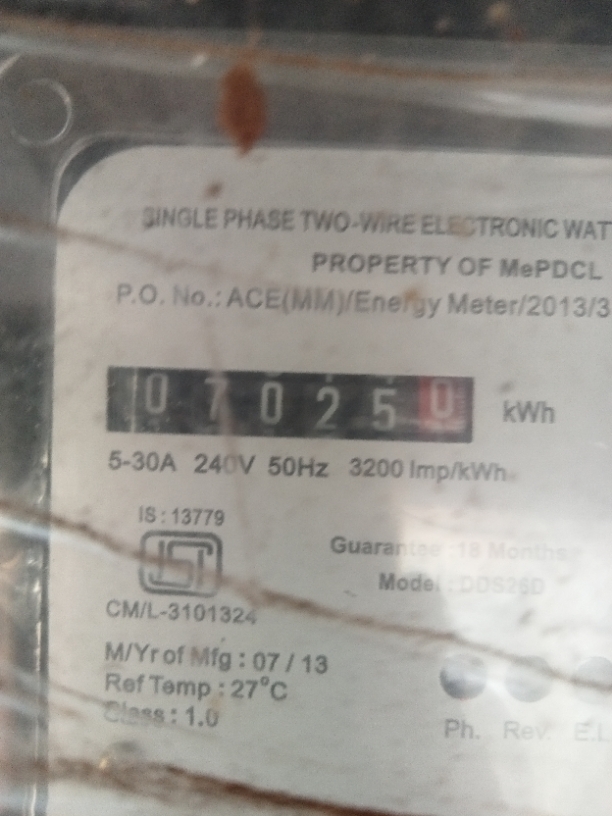 SINGLE PHASE TWO-WIRE ELECTRONIC WAT
PROPERTY OF MePDCL
P.O. No.: ACE(MM)/Energy Meter/2013/3
070250 kWh
5-30A 240V 50Hz 3200 Imp/kWh
IS : 13779
ISI
Guarantee : 18 Months
Model : DDS26D
CM/L-3101324
M/Yr of Mfg : 07 / 13
Ref Temp : 27°C
Class : 1.0
Ph. Rev. E.L